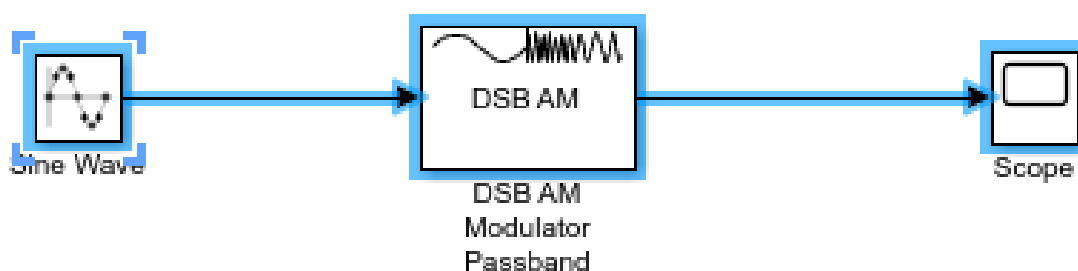 DSB AM
Sine Wave
DSB AM
Modulator
Passband
Scope